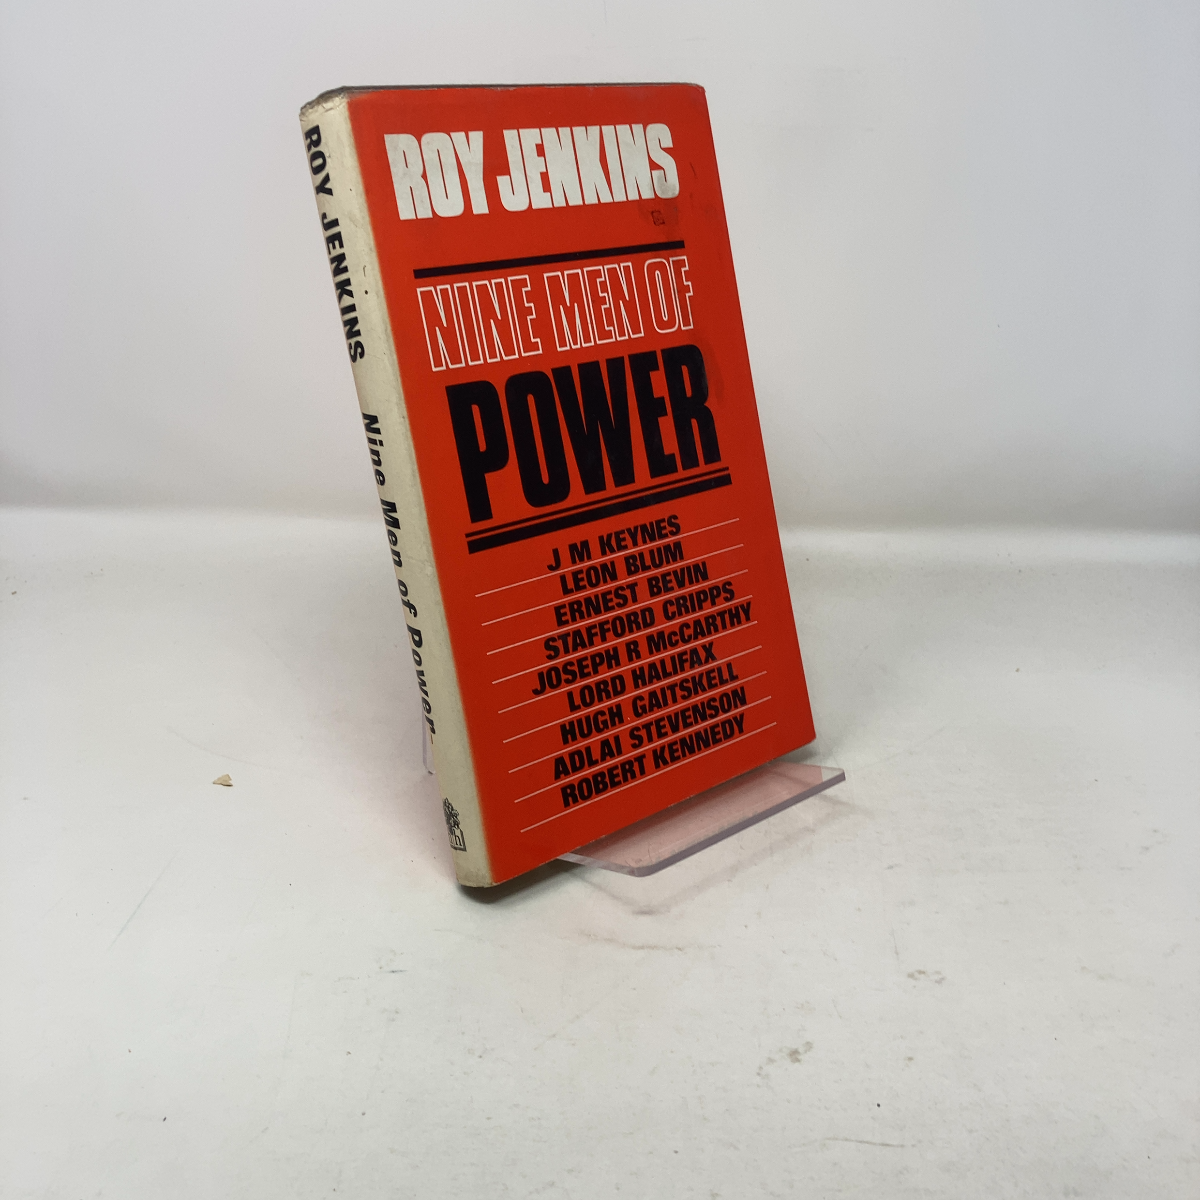 ROY JENKINS
NINE MEN OF
POWER
J M KEYNES
LEON BLUM
ERNEST BEVIN
STAFFORD CRIPPS
JOSEPH R McCARTHY
LORD HALIFAX
HUGH GAITSKELL
ADLAI STEVENSON
ROBERT KENNEDY
ROY JENKINS Nine Men of Power